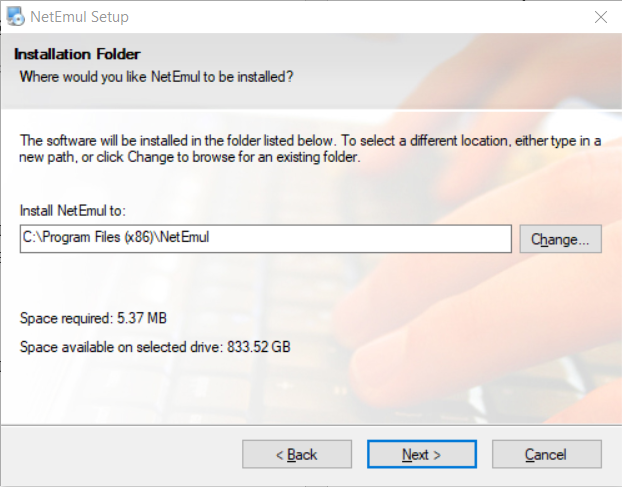 NetEmul Setup
Installation Folder
Where would you like NetEmul to be installed?
The software will be installed in the folder listed below. To select a different location, either type in a
new path, or click Change to browse for an existing folder.
Install NetEmul to:
C:\Program Files (x86)\NetEmul
Change...
Space required: 5.37 MB
Space available on selected drive: 833.52 GB
< Back
Next >
Cancel